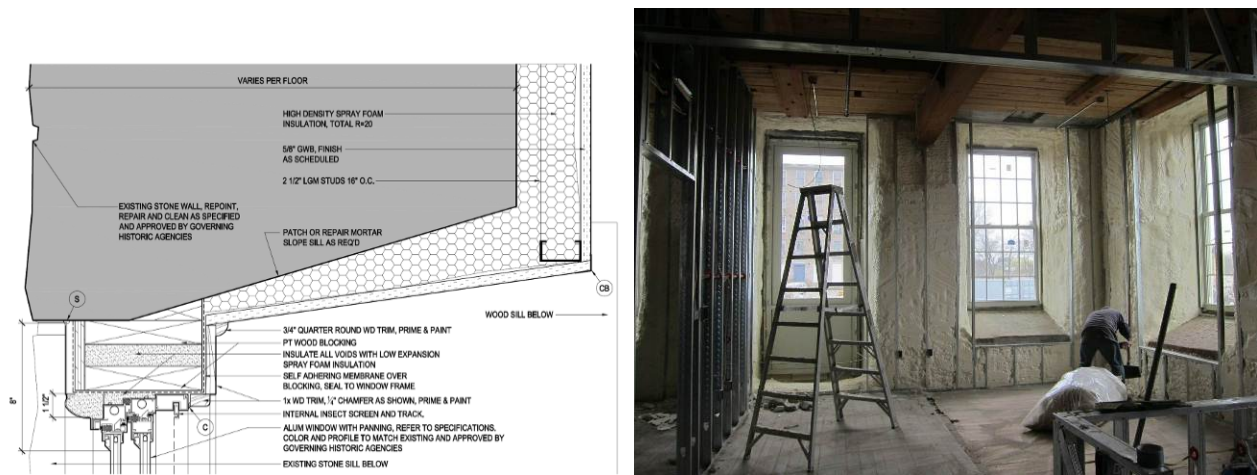 VARIES PER FLOOR
HIGH DENSITY SPRAY FOAM
INSULATION, TOTAL R=20
5/8" GWB, FINISH
AS SCHEDULED
2 1/2" LGM STUDS 16" O.C.
EXISTING STONE WALL, REPOINT,
REPAIR AND CLEAN AS SPECIFIED
AND APPROVED BY GOVERNING
HISTORIC AGENCIES
PATCH OR REPAIR MORTAR
SLOPE SILL AS REQ'D
S
CB
WOOD SILL BELOW
3/4" QUARTER ROUND WD TRIM, PRIME & PAINT
PT WOOD BLOCKING
INSULATE ALL VOIDS WITH LOW EXPANSION
SPRAY FOAM INSULATION
SELF ADHERING MEMBRANE OVER
BLOCKING, SEAL TO WINDOW FRAME
8"
1 1/2"
1x WD TRIM, ¼" CHAMFER AS SHOWN, PRIME & PAINT
INTERNAL INSECT SCREEN AND TRACK.
C
ALUM WINDOW WITH PANNING, REFER TO SPECIFICATIONS.
COLOR AND PROFILE TO MATCH EXISTING AND APPROVED BY
GOVERNING HISTORIC AGENCIES
EXISTING STONE SILL BELOW